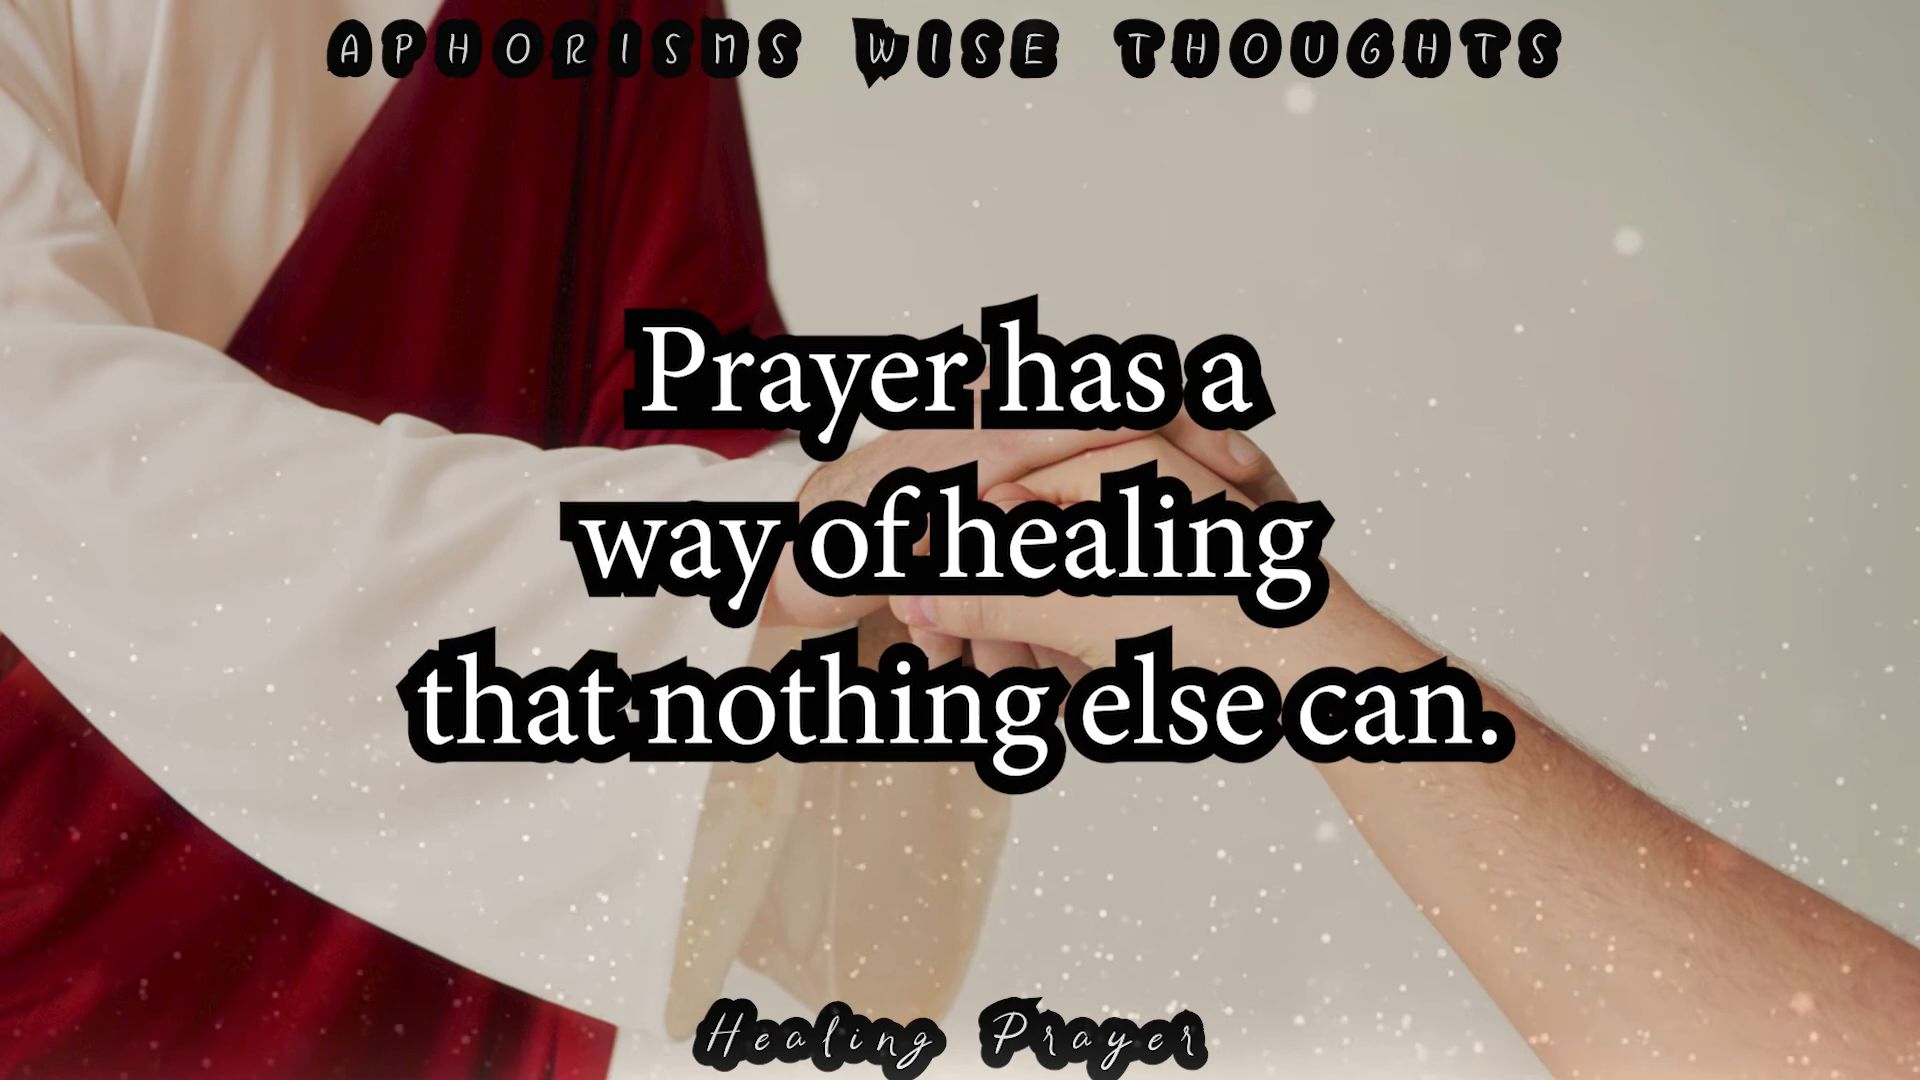 APHORISMS WISE THOUGHTS
Prayer has a
way of healing
that nothing else can.
Healing Prayer